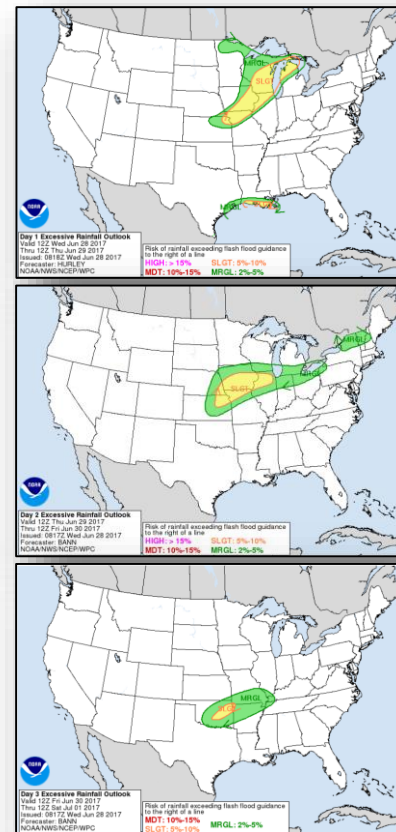 MRGL
SLGT
MRGL
Day 1 Excessive Rainfall Outlook
Valid 12Z Wed Jun 28 2017
Thru 12Z Thu Jun 29 2017
Issued: 0818Z Wed Jun 28 2017
Forecaster: HURLEY
NOAA/NWS/NCEP/WPC
Risk of rainfall exceeding flash flood guidance
to the right of a line
HIGH: > 15% SLGT: 5%-10%
MDT: 10%-15% MRGL: 2%-5%
noaa
MRGL
MRGL
SLGT
Day 2 Excessive Rainfall Outlook
Valid 12Z Thu Jun 29 2017
Thru 12Z Fri Jun 30 2017
Issued: 0817Z Wed Jun 28 2017
Forecaster: BANN
NOAA/NWS/NCEP/WPC
Risk of rainfall exceeding flash flood guidance
to the right of a line
HIGH: > 15% SLGT: 5%-10%
MDT: 10%-15% MRGL: 2%-5%
noaa
MRGL
SLGT
Day 3 Excessive Rainfall Outlook
Valid 12Z Fri Jun 30 2017
Thru 12Z Sat Jul 01 2017
Issued: 0817Z Wed Jun 28 2017
Forecaster: BANN
NOAA/NWS/NCEP/WPC
Risk of rainfall exceeding flash flood guidance
to the right of a line
MDT: 10%-15% MRGL: 2%-5%
SLGT: 5%-10%
noaa